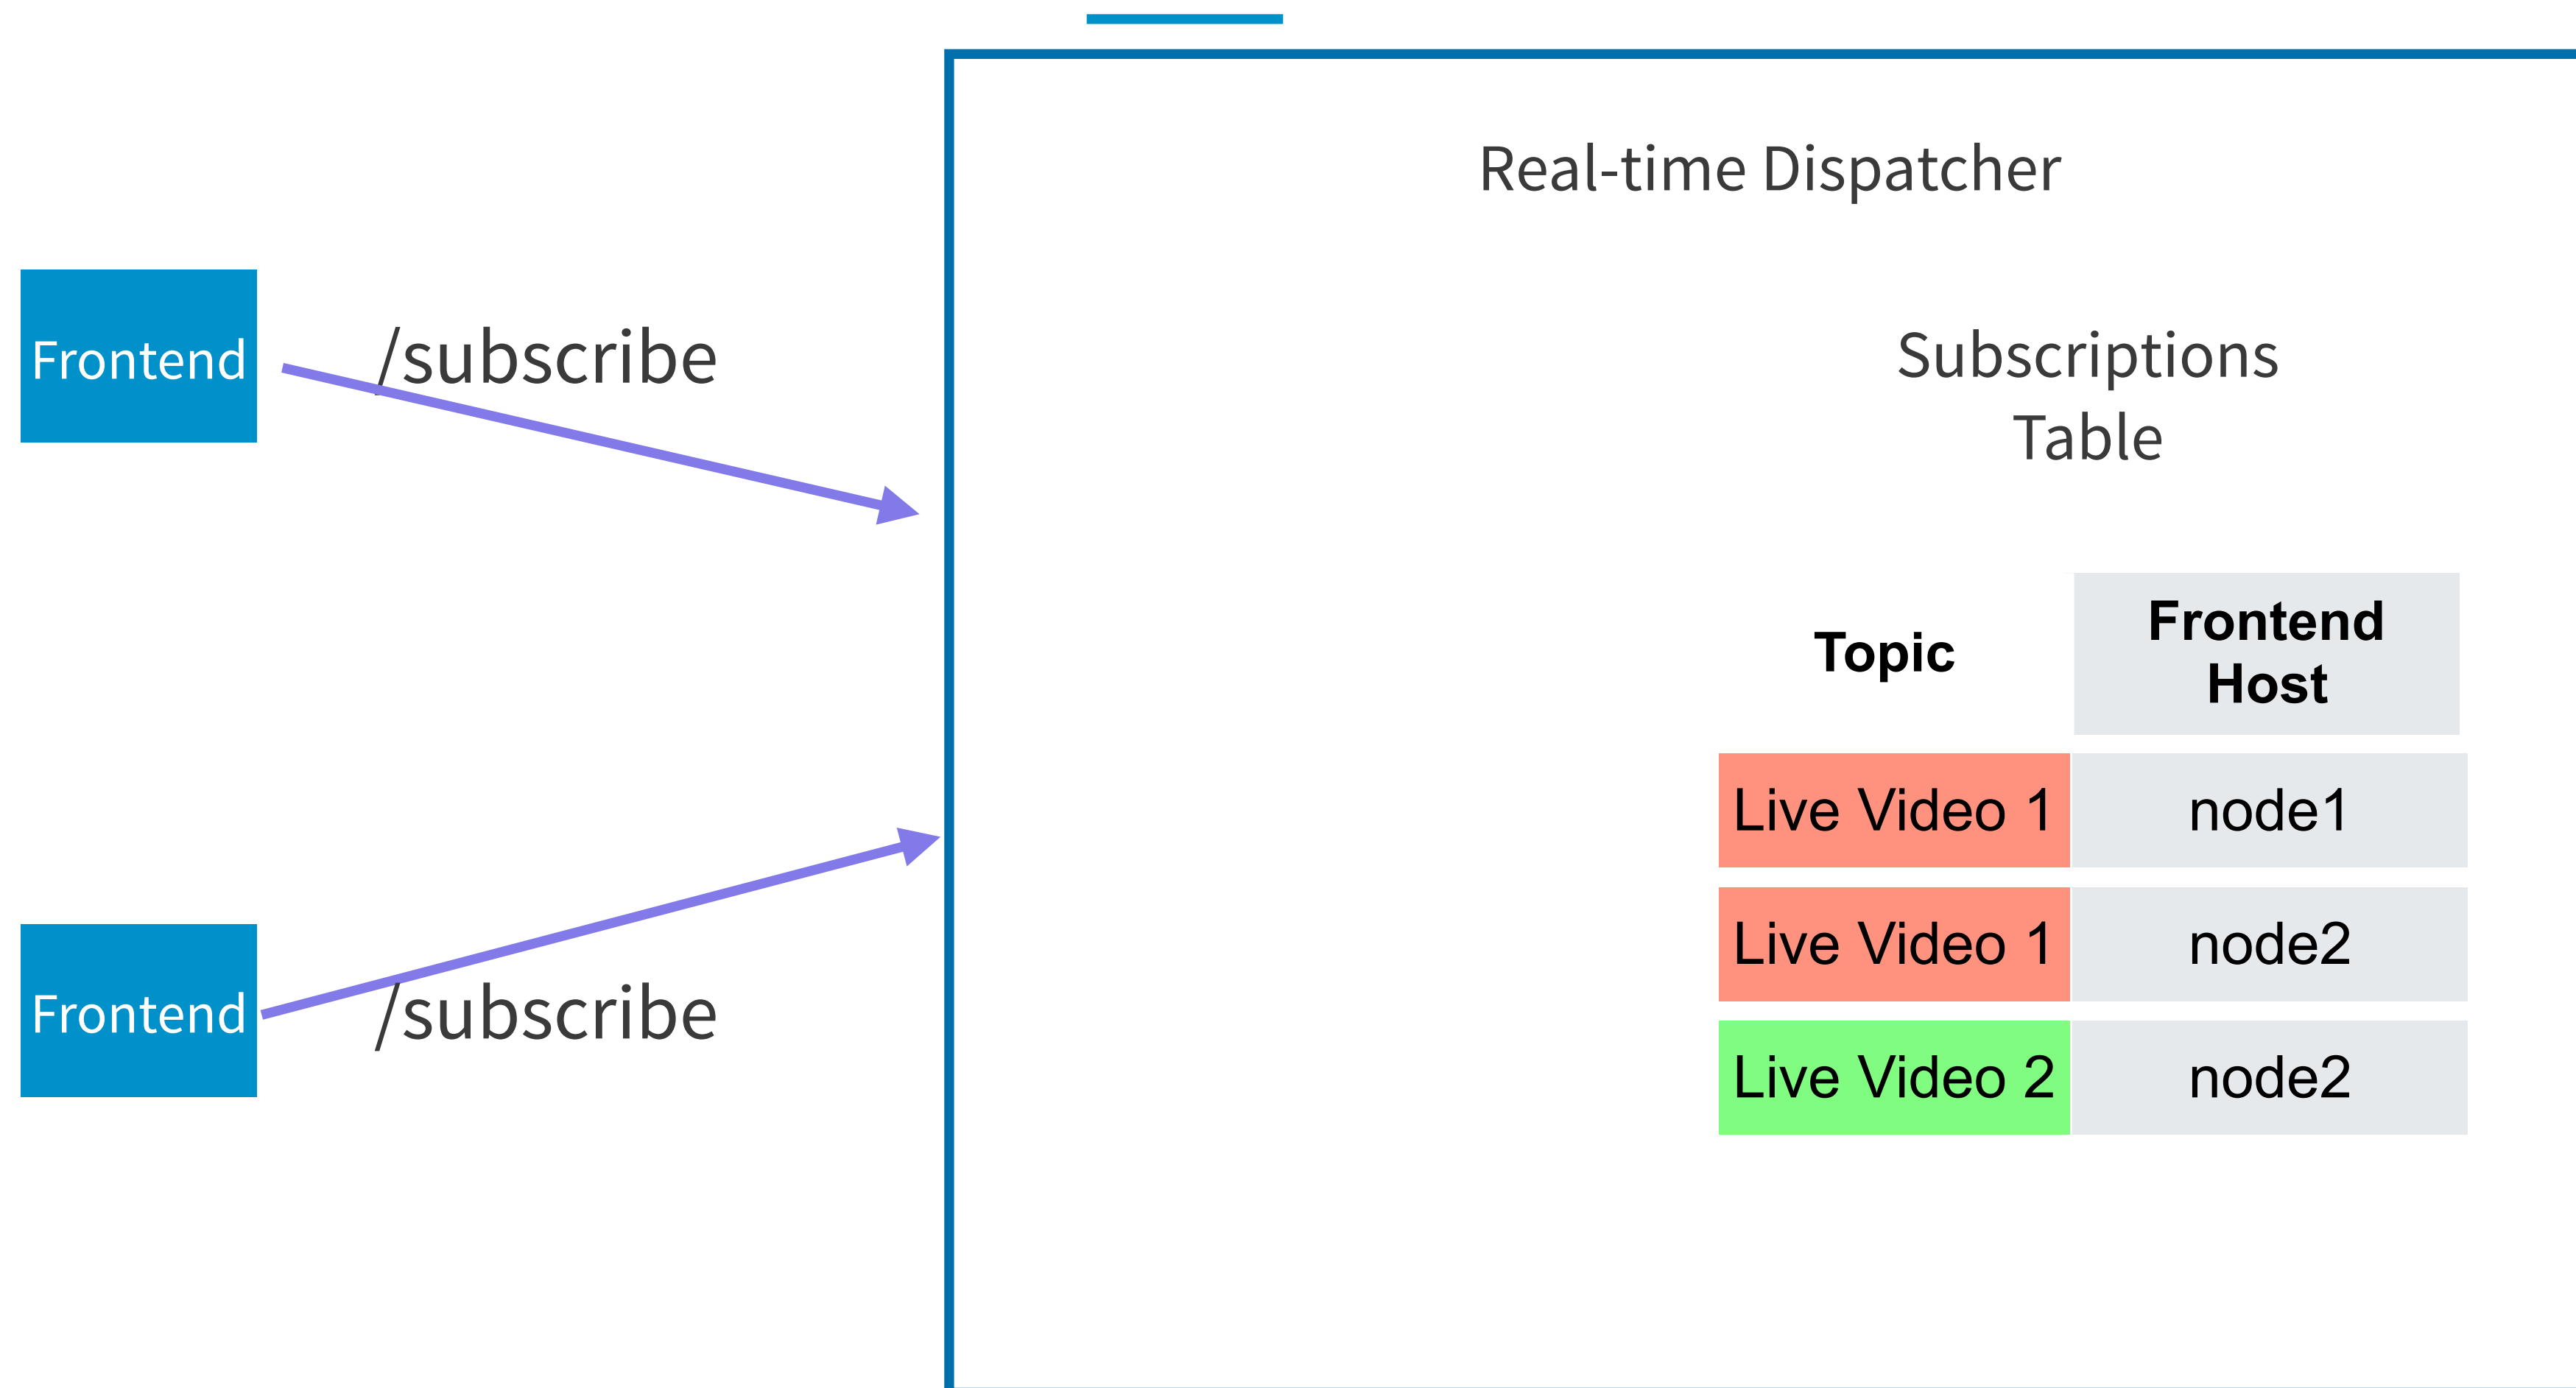 Real-time Dispatcher
Frontend
/subscribe
Subscriptions
Table
Topic
Frontend
Host
Live Video 1
node1
Live Video 1
node2
Frontend
/subscribe
Live Video 2
node2